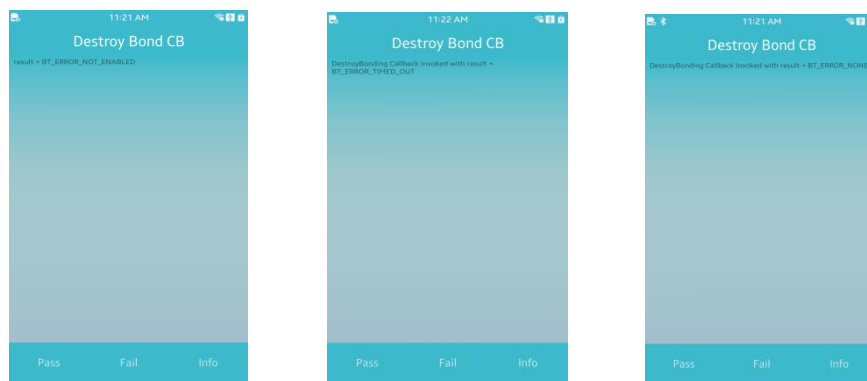 11:21 AM
Destroy Bond CB
result = BT_ERROR_NOT_ENABLED
Pass Fail Info
11:22 AM
Destroy Bond CB
DestroyBonding Callback Invoked with result =
BT_ERROR_TIMED_OUT
Pass Fail Info
11:21 AM
Destroy Bond CB
DestroyBonding Callback Invoked with result = BT_ERROR_NONE
Pass Fail Info